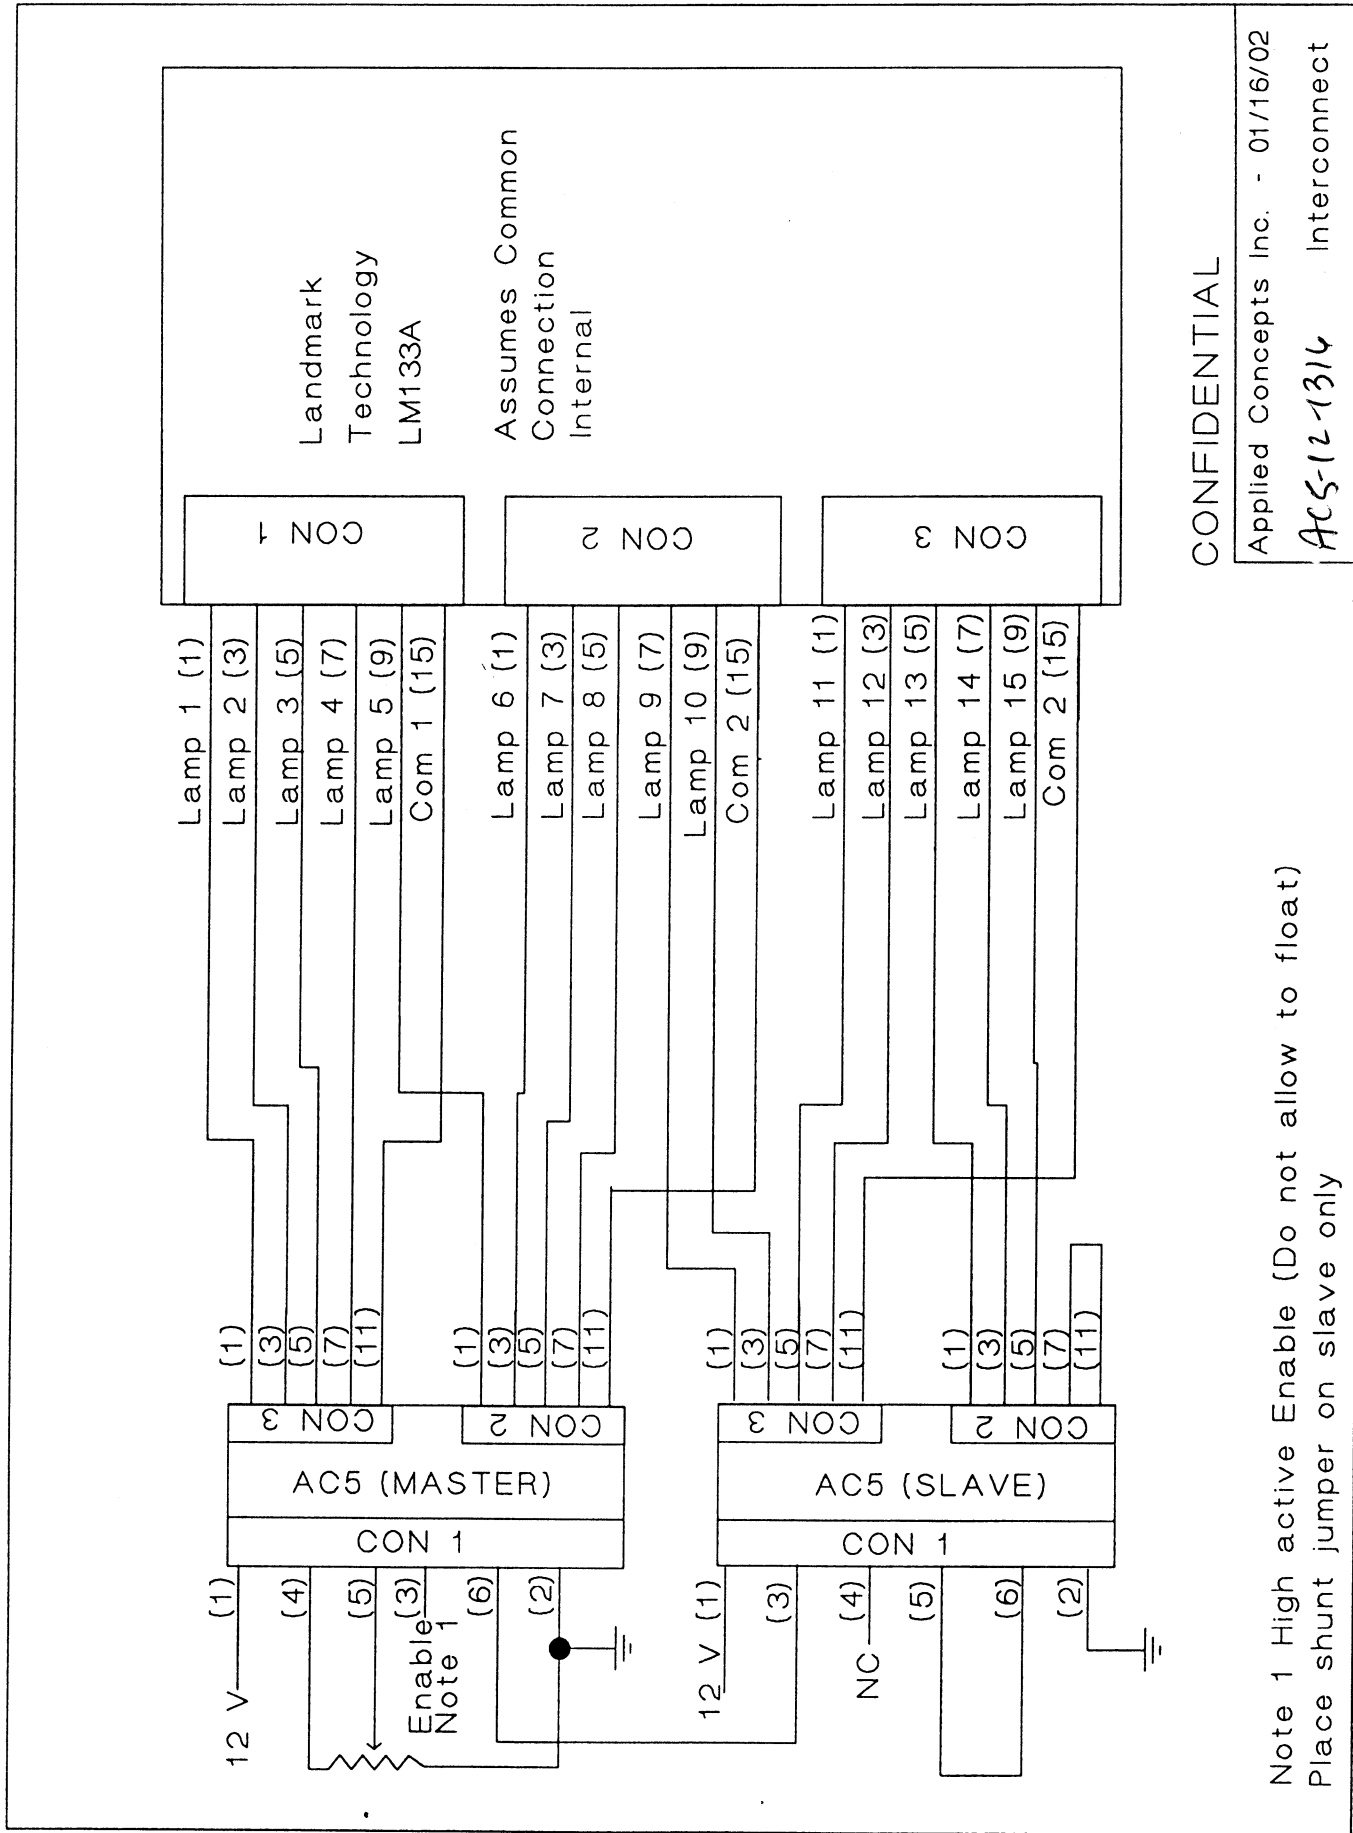 12 V
(1)
(4)
(5)
(3)
(6)
(2)
Enable
Note 1
CON 1
AC5 (MASTER)
CON 3
CON 2
(1)
(3)
(5)
(7)
(11)
(1)
(3)
(5)
(7)
(11)
12 V
(1)
(3)
(4)
NC
(5)
(6)
(2)
CON 1
AC5 (SLAVE)
CON 3
CON 2
(1)
(3)
(5)
(7)
(11)
(1)
(3)
(5)
(7)
(11)
Lamp 1 (1)
Lamp 2 (3)
Lamp 3 (5)
Lamp 4 (7)
Lamp 5 (9)
Com 1 (15)
Lamp 6 (1)
Lamp 7 (3)
Lamp 8 (5)
Lamp 9 (7)
Lamp 10 (9)
Com 2 (15)
Lamp 11 (1)
Lamp 12 (3)
Lamp 13 (5)
Lamp 14 (7)
Lamp 15 (9)
Com 2 (15)
CON 1
CON 2
CON 3
Landmark
Technology
LM133A
Assumes Common
Connection
Internal
CONFIDENTIAL
Applied Concepts Inc. - 01/16/02
Interconnect
Note 1 High active Enable (Do not allow to float)
Place shunt jumper on slave only